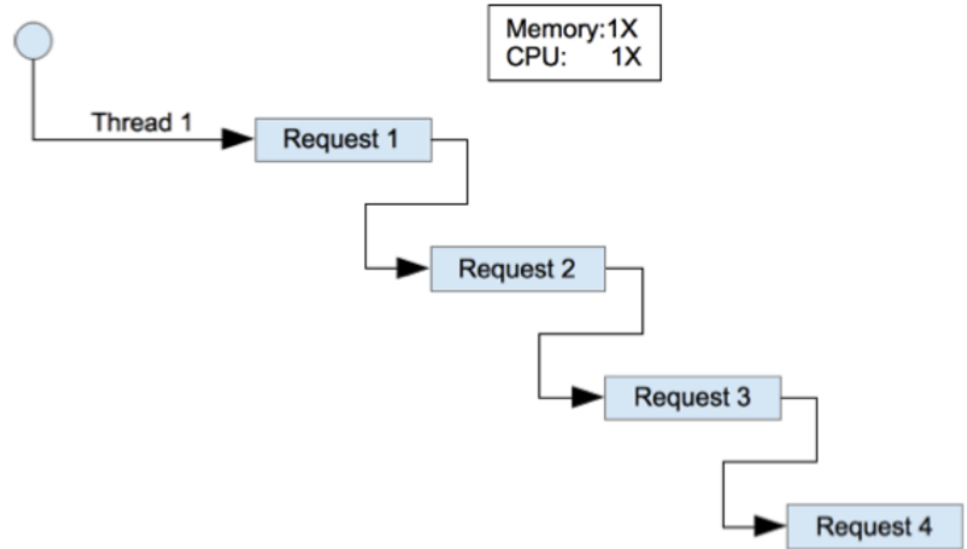 Memory:1X
CPU: 1X
Thread 1
Request 1
Request 2
Request 3
Request 4